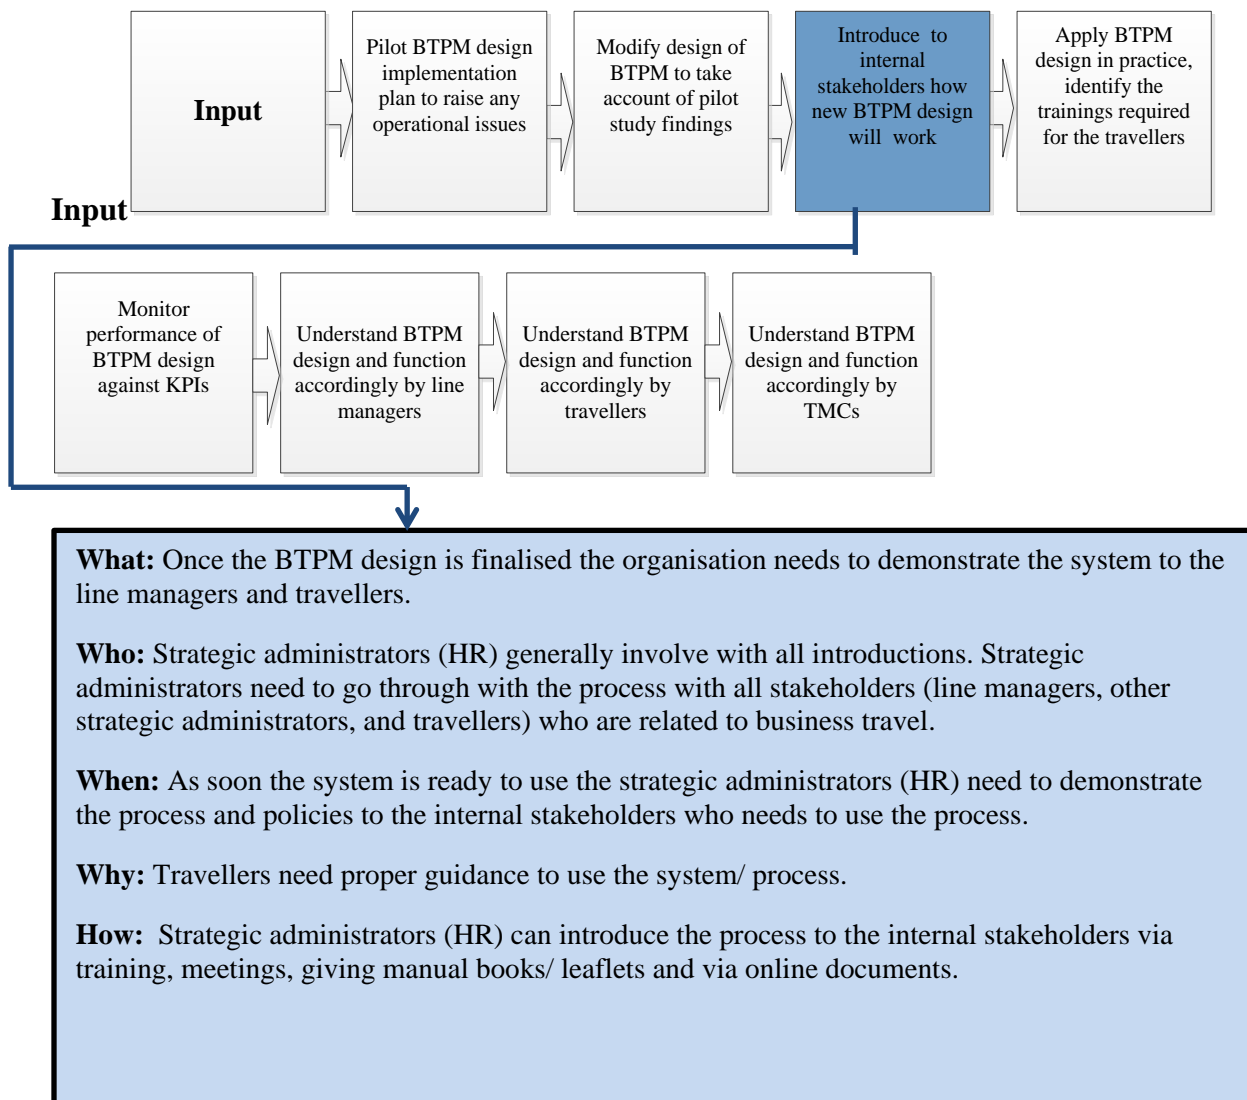 Input
Pilot BTPM design
implementation
plan to raise any
operational issues
Modify design of
BTPM to take
account of pilot
study findings
Introduce to
internal
stakeholders how
new BTPM design
will work
Apply BTPM
design in practice,
identify the
trainings required
for the travellers
Input
Monitor
performance of
BTPM design
against KPIs
Understand BTPM
design and function
accordingly by line
managers
Understand BTPM
design and function
accordingly by
travellers
Understand BTPM
design and function
accordingly by
TMCs
What: Once the BTPM design is finalised the organisation needs to demonstrate the system to the
line managers and travellers.
Who: Strategic administrators (HR) generally involve with all introductions. Strategic
administrators need to go through with the process with all stakeholders (line managers, other
strategic administrators, and travellers) who are related to business travel.
When: As soon the system is ready to use the strategic administrators (HR) need to demonstrate
the process and policies to the internal stakeholders who needs to use the process.
Why: Travellers need proper guidance to use the system/ process.
How: Strategic administrators (HR) can introduce the process to the internal stakeholders via
training, meetings, giving manual books/ leaflets and via online documents.